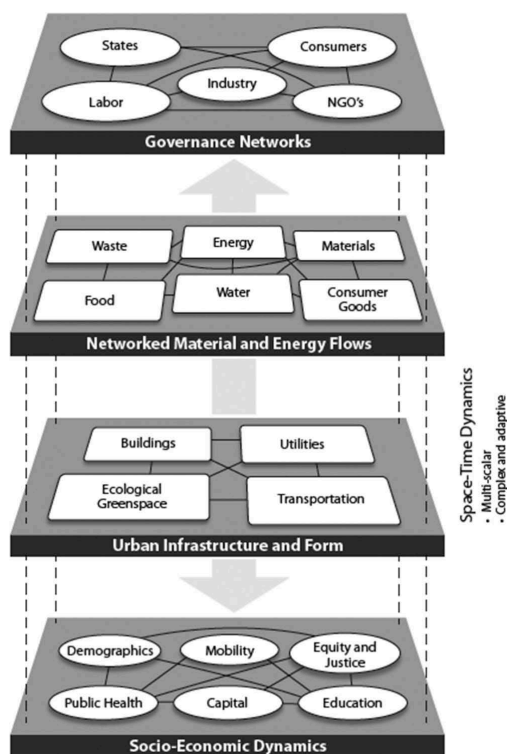 States
Consumers
Industry
Labor
NGO's
Governance Networks
Waste
Energy
Materials
Food
Water
Consumer
Goods
Networked Material and Energy Flows
Buildings
Utilities
Ecological
Greenspace
Transportation
Urban Infrastructure and Form
Demographics
Mobility
Equity and
Justice
Public Health
Capital
Education
Socio-Economic Dynamics
Space-Time Dynamics
• Multi-scalar
• Complex and adaptive